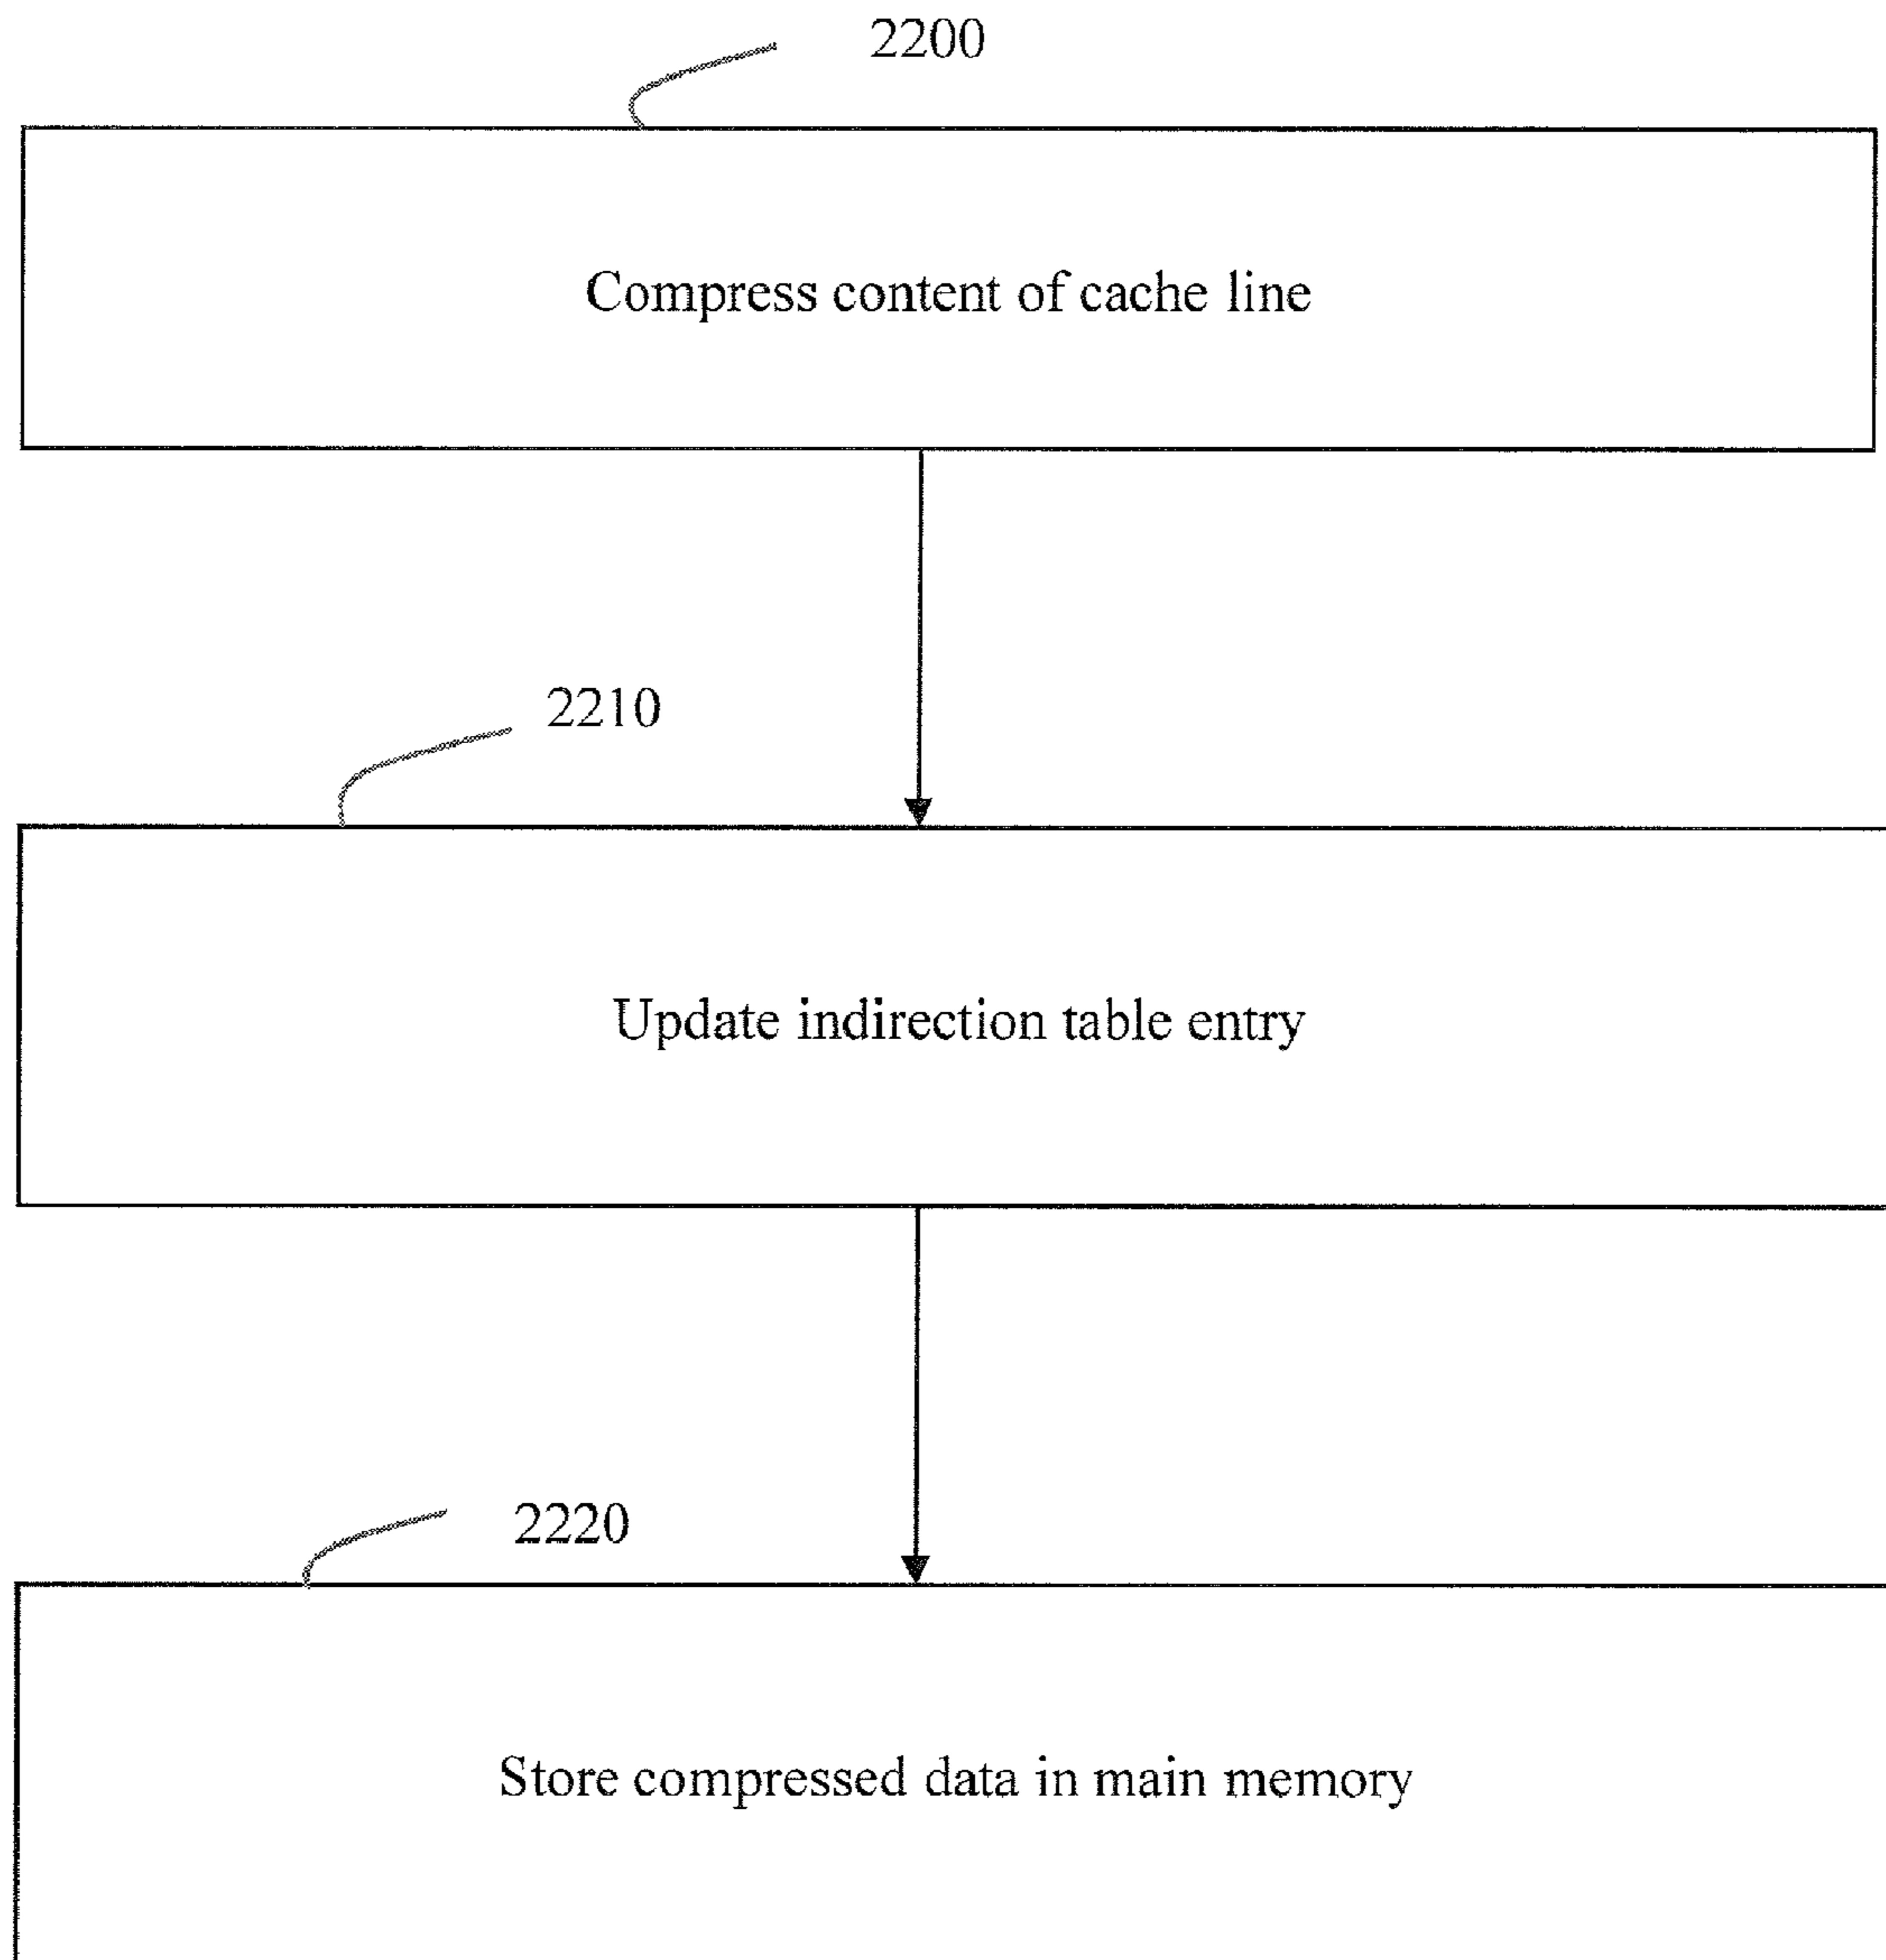 2200
Compress content of cache line
2210
Update indirection table entry
2220
Store compressed data in main memory